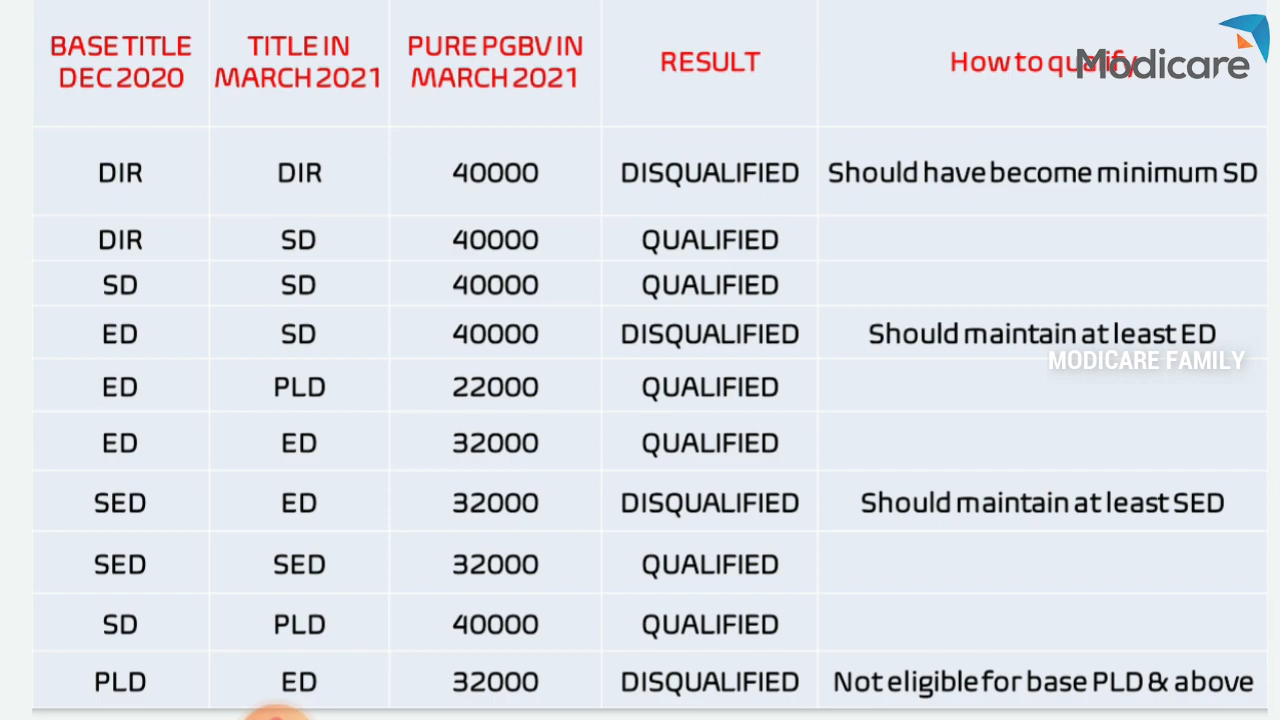 BASE TITLE DEC 2020 TITLE IN MARCH 2021 PURE PGBV IN MARCH 2021 RESULT How to qualify
Modicare
DIR DIR 40000 DISQUALIFIED Should have become minimum SD
DIR SD 40000 QUALIFIED
SD SD 40000 QUALIFIED
ED SD 40000 DISQUALIFIED Should maintain at least ED
MODICARE FAMILY
ED PLD 22000 QUALIFIED
ED ED 32000 QUALIFIED
SED ED 32000 DISQUALIFIED Should maintain at least SED
SED SED 32000 QUALIFIED
SD PLD 40000 QUALIFIED
PLD ED 32000 DISQUALIFIED Not eligible for base PLD & above